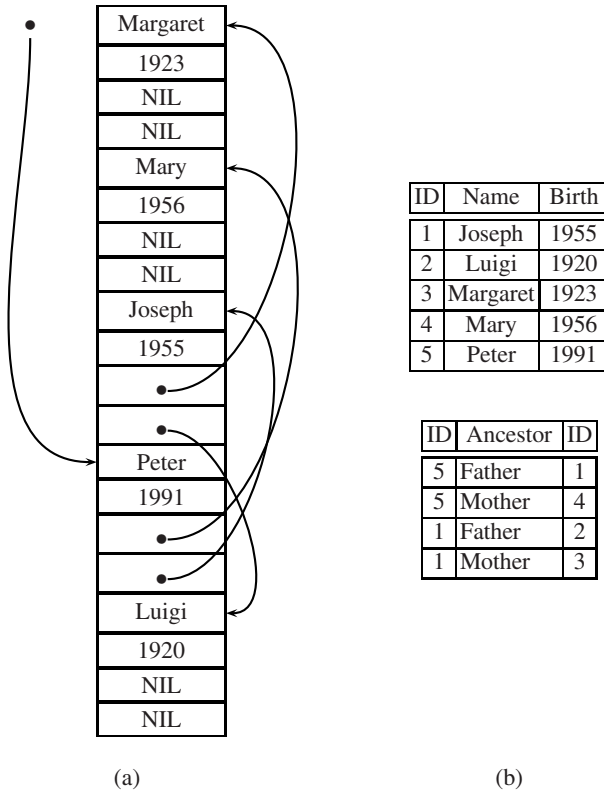 Margaret
1923
NIL
NIL
Mary
1956
NIL
NIL
Joseph
1955
Peter
1991
Luigi
1920
NIL
NIL
(a)
ID Name Birth
1 Joseph 1955
2 Luigi 1920
3 Margaret 1923
4 Mary 1956
5 Peter 1991
ID Ancestor ID
5 Father 1
5 Mother 4
1 Father 2
1 Mother 3
(b)